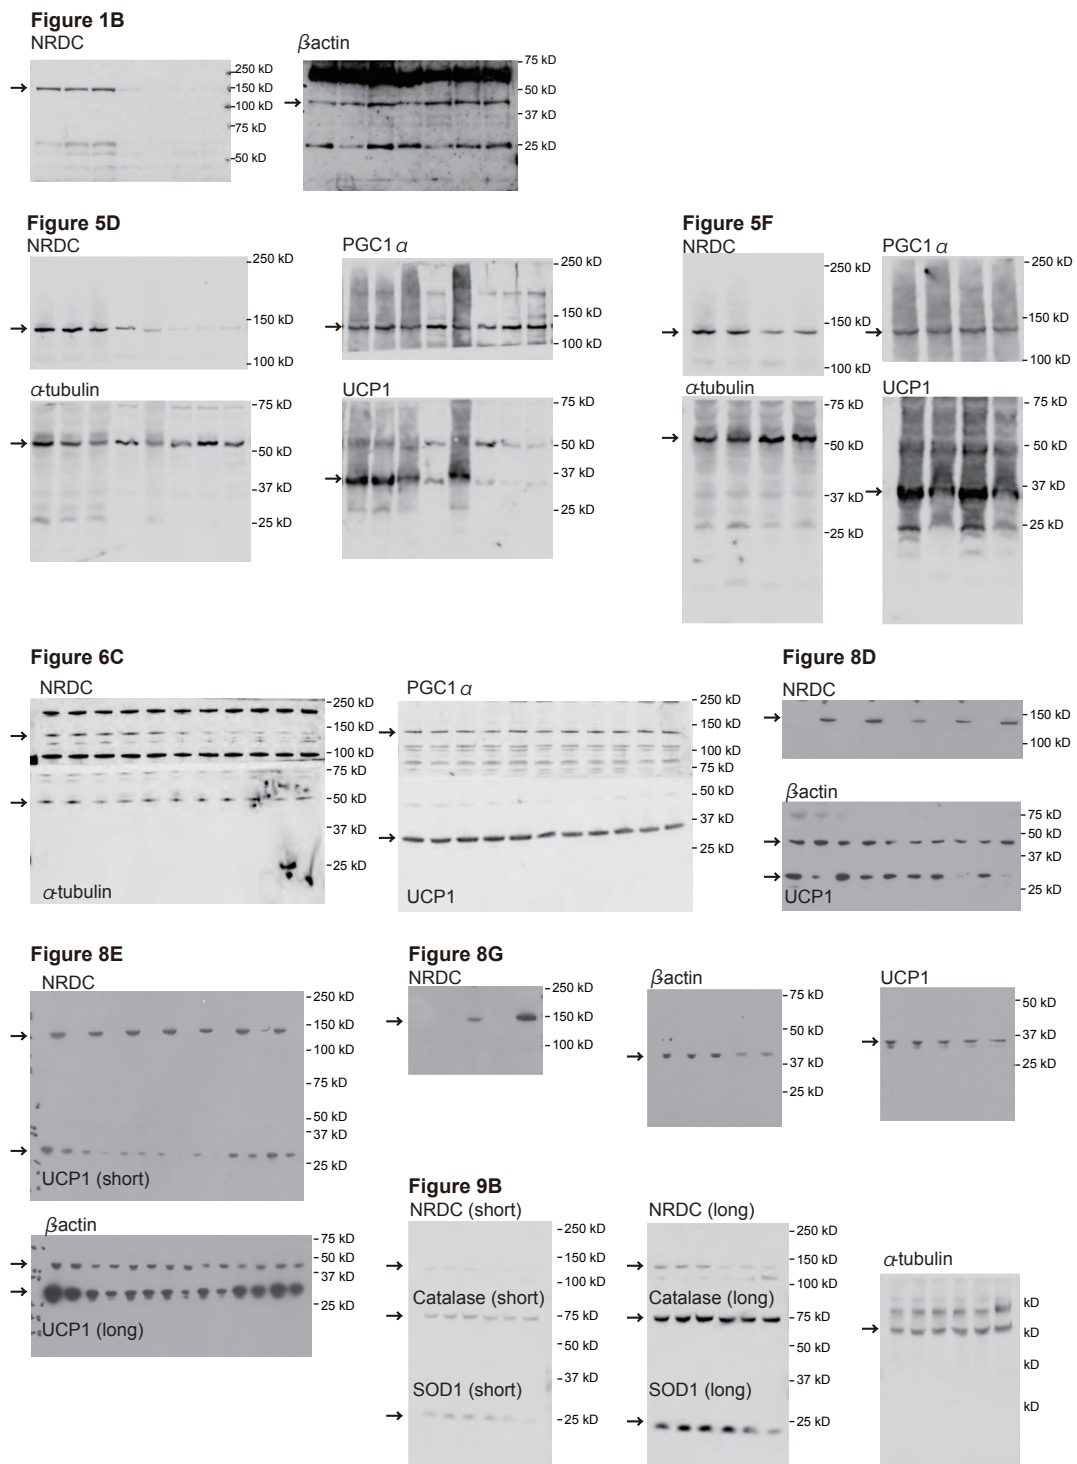 Figure 1B
NRDC
250 kD
150 kD
100 kD
75 kD
50 kD
β-actin
75 kD
50 kD
37 kD
25 kD
Figure 5D
NRDC
250 kD
150 kD
100 kD
PGC1 α
250 kD
150 kD
100 kD
α-tubulin
75 kD
50 kD
37 kD
25 kD
UCP1
75 kD
50 kD
37 kD
25 kD
Figure 5F
NRDC
250 kD
150 kD
100 kD
PGC1 α
250 kD
150 kD
100 kD
α-tubulin
75 kD
50 kD
37 kD
25 kD
UCP1
75 kD
50 kD
37 kD
25 kD
Figure 6C
NRDC
250 kD
150 kD
100 kD
75 kD
50 kD
37 kD
25 kD
α-tubulin
PGC1 α
250 kD
150 kD
100 kD
75 kD
50 kD
37 kD
25 kD
UCP1
Figure 8D
NRDC
150 kD
100 kD
β-actin
75 kD
50 kD
37 kD
25 kD
UCP1
Figure 8E
NRDC
250 kD
150 kD
100 kD
75 kD
50 kD
37 kD
25 kD
UCP1 (short)
β-actin
75 kD
50 kD
37 kD
25 kD
UCP1 (long)
Figure 8G
NRDC
250 kD
150 kD
100 kD
β-actin
75 kD
50 kD
37 kD
25 kD
UCP1
50 kD
37 kD
25 kD
Figure 9B
NRDC (short)
250 kD
150 kD
100 kD
Catalase (short)
75 kD
50 kD
37 kD
SOD1 (short)
25 kD
NRDC (long)
250 kD
150 kD
100 kD
Catalase (long)
75 kD
50 kD
37 kD
SOD1 (long)
25 kD
α-tubulin
kD
kD
kD
kD